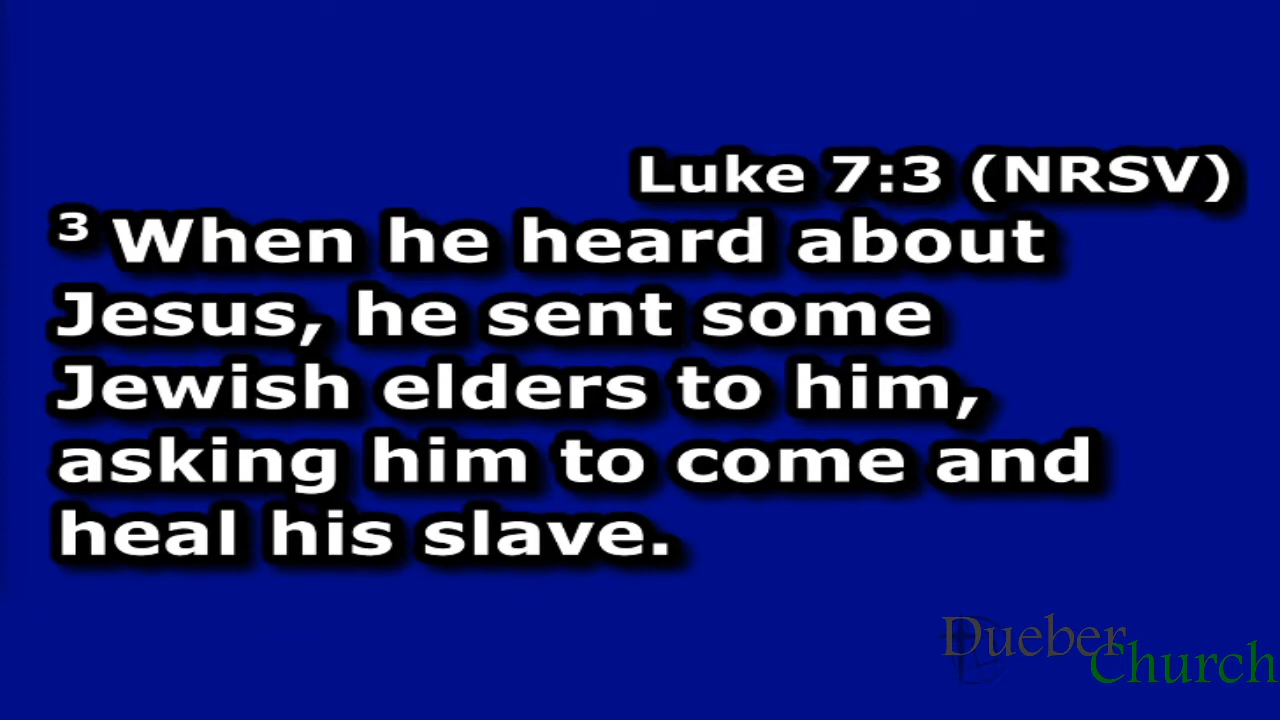 Luke 7:3 (NRSV)
3 When he heard about
Jesus, he sent some
Jewish elders to him,
asking him to come and
heal his slave.
Dueber
Church